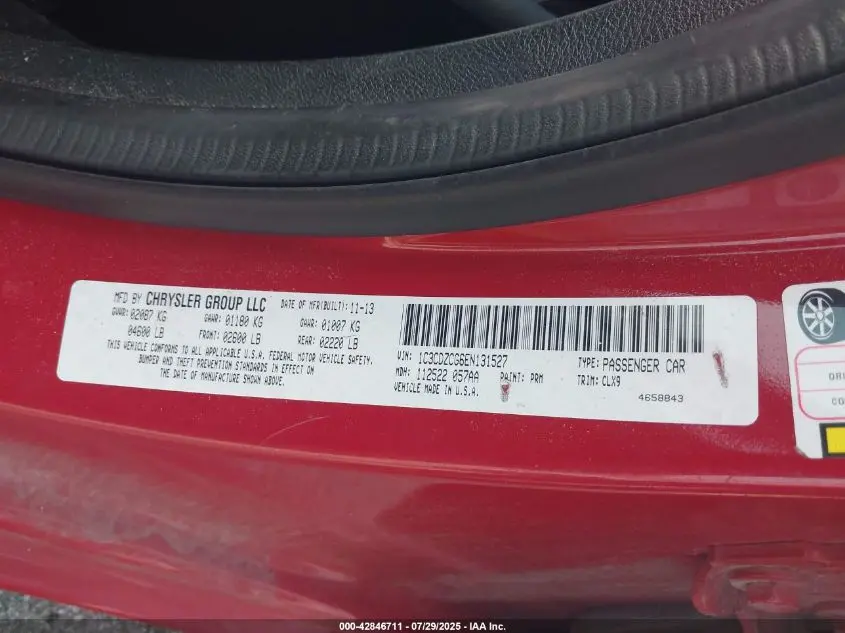 MFD BY CHRYSLER GROUP LLC DATE OF MFR(BUILT): 11-13
GVWR: 02087 KG GAWR: 01180 KG GAWR: 01007 KG
04600 LB FRONT: 02600 LB REAR: 02220 LB
THIS VEHICLE CONFORMS TO ALL APPLICABLE U.S.A. FEDERAL MOTOR VEHICLE SAFETY,
BUMPER AND THEFT PREVENTION STANDARDS IN EFFECT ON
THE DATE OF MANUFACTURE SHOWN ABOVE.
VIN: 1C3CDZCG6EN131527 TYPE: PASSENGER CAR
MDH: 112522 057AA PAINT: PRM TRIM: CLX9
VEHICLE MADE IN U.S.A.
4658843
000-42846711 - 07/29/2025 - IAA Inc.